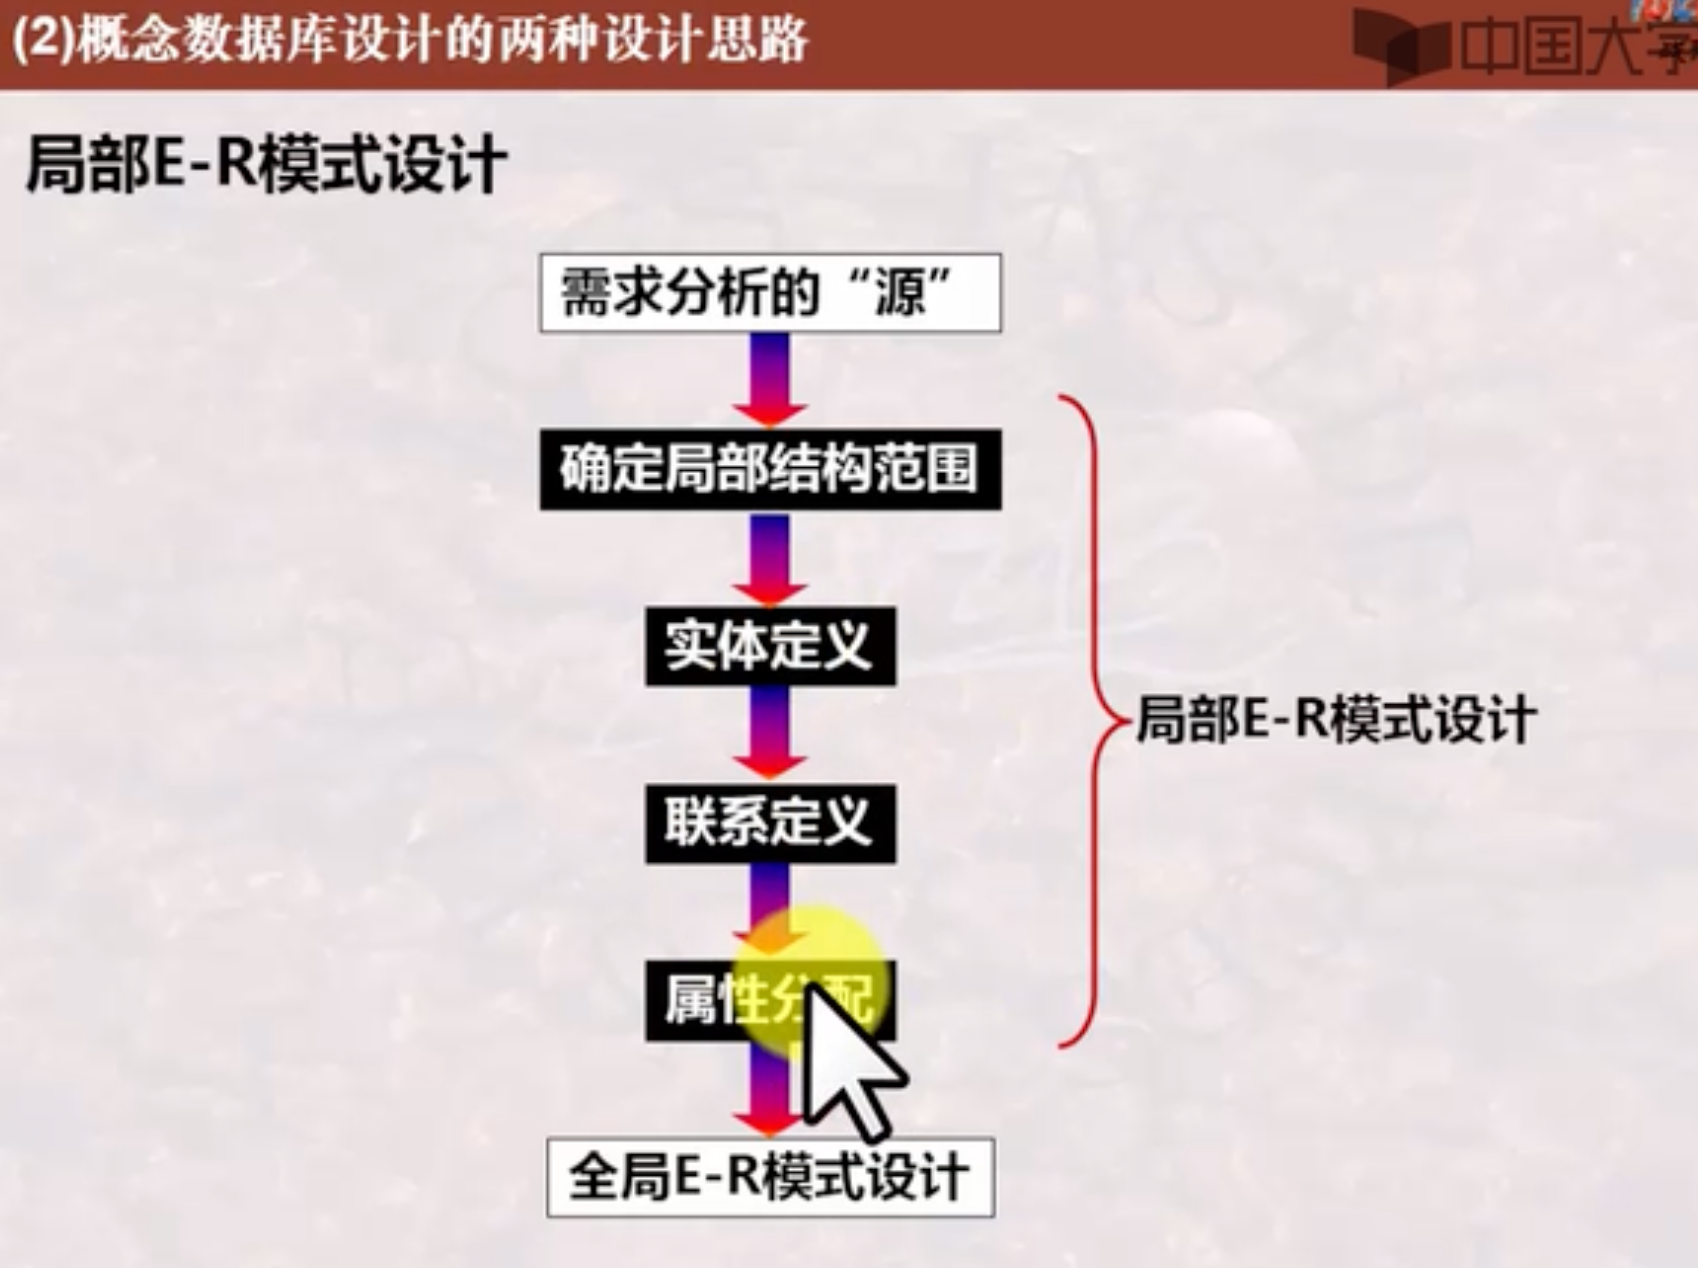 (2)概念数据库设计的两种设计思路
中国大学
局部E-R模式设计
需求分析的“源”
确定局部结构范围
实体定义
联系定义
局部E-R模式设计
属性分配
全局E-R模式设计